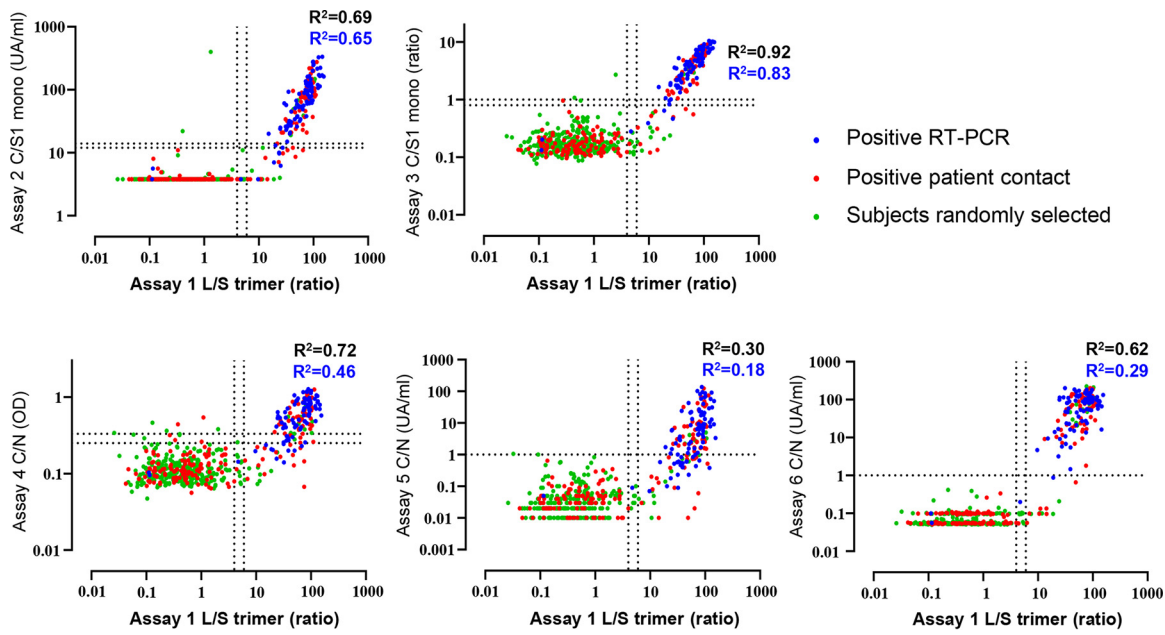 Assay 2 C/S1 mono (UA/ml)
1000
100
10
1
0.01 0.1 1 10 100 1000
Assay 1 L/S trimer (ratio)
R²=0.69
R²=0.65
Assay 3 C/S1 mono (ratio)
10
1
0.1
0.01
0.01 0.1 1 10 100 1000
Assay 1 L/S trimer (ratio)
R²=0.92
R²=0.83
Positive RT-PCR
Positive patient contact
Subjects randomly selected
Assay 4 C/N (OD)
1
0.1
0.01
0.01 0.1 1 10 100 1000
Assay 1 L/S trimer (ratio)
R²=0.72
R²=0.46
Assay 5 C/N (UA/ml)
1000
100
10
1
0.1
0.01
0.001
0.01 0.1 1 10 100 1000
Assay 1 L/S trimer (ratio)
R²=0.30
R²=0.18
Assay 6 C/N (UA/ml)
1000
100
10
1
0.1
0.01
0.01 0.1 1 10 100 1000
Assay 1 L/S trimer (ratio)
R²=0.62
R²=0.29